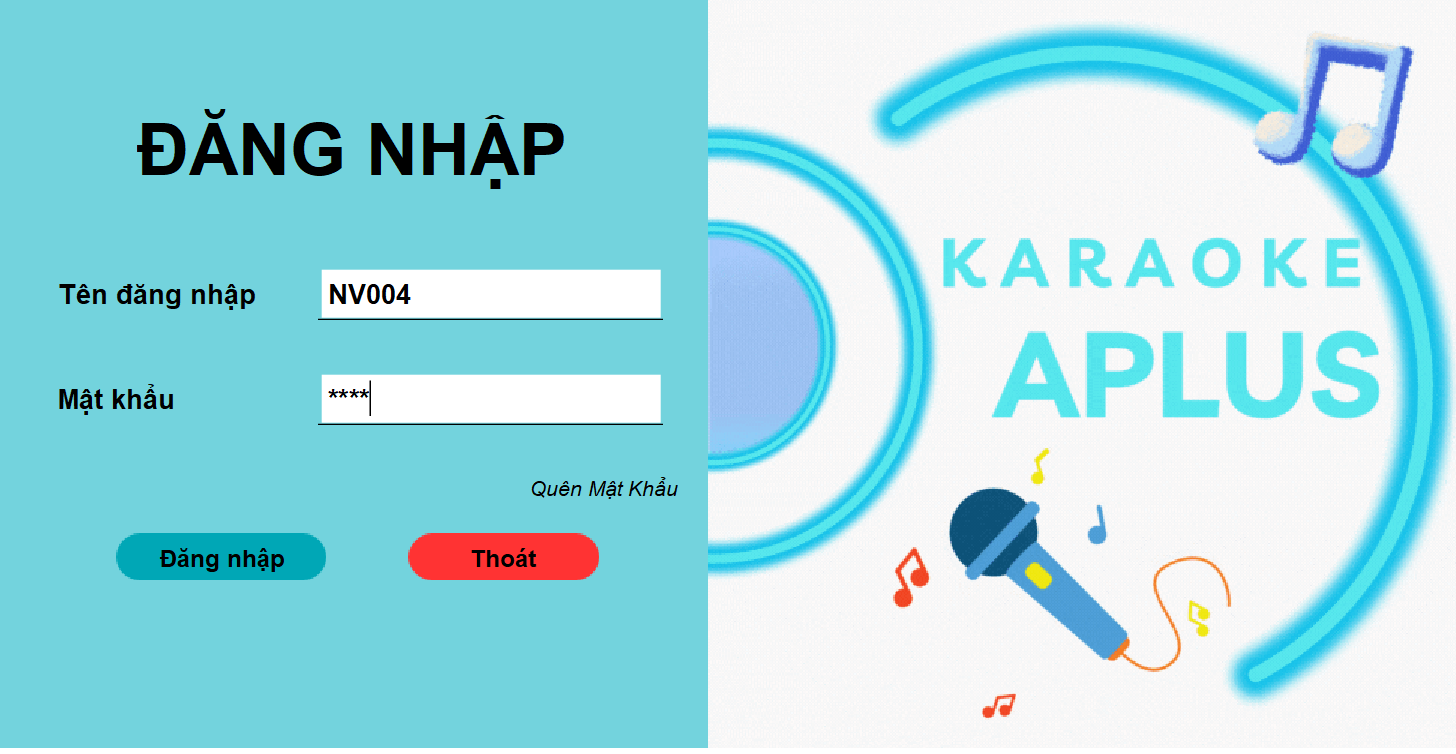 ĐĂNG NHẬP
Tên đăng nhập
NV004
Mật khẩu
****
Quên Mật Khẩu
Đăng nhập
Thoát
KARAOKE
APLUS